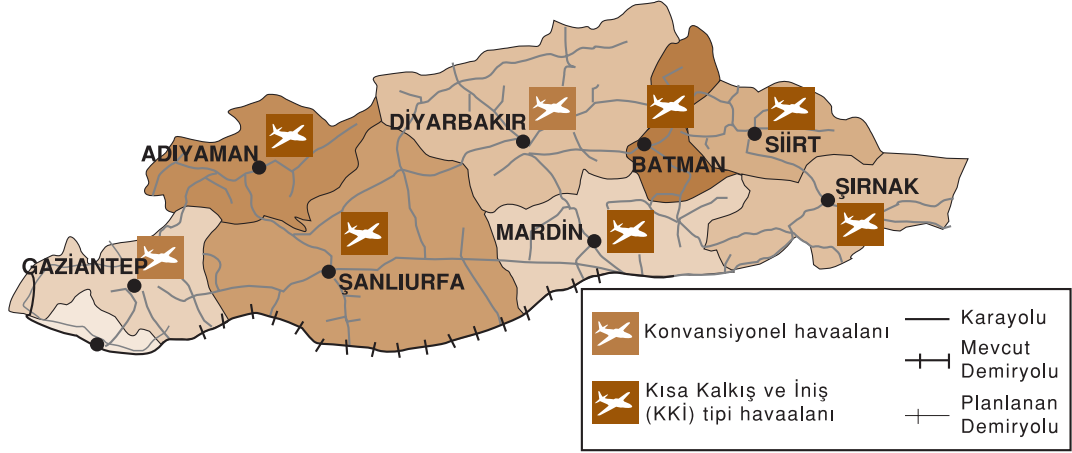 DİYARBAKIR
ADIYAMAN
BATMAN
SİİRT
ŞIRNAK
MARDİN
GAZİANTEP
ŞANLIURFA
Konvansiyonel havaalanı
Kısa Kalkış ve İniş
(KKİ) tipi havaalanı
Karayolu
Mevcut
Demiryolu
Planlanan
Demiryolu